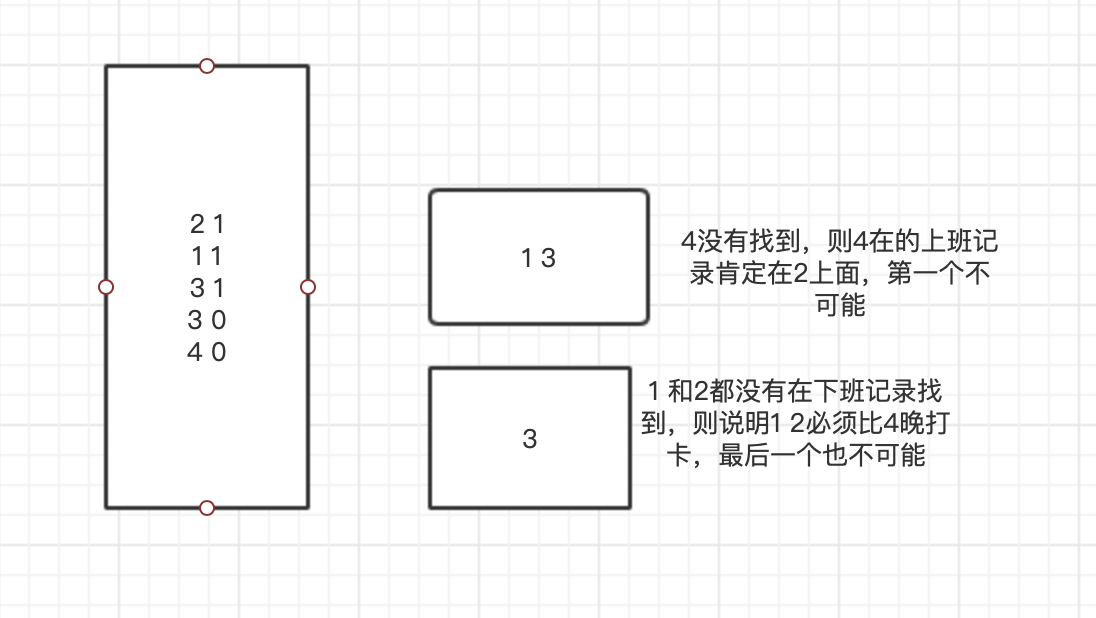 2 1
1 1
3 1
3 0
4 0
1 3
4没有找到，则4在的上班记
录肯定在2上面，第一个不
可能
3
1 和2都没有在下班记录找
到，则说明1 2必须比4晚打
卡，最后一个也不可能